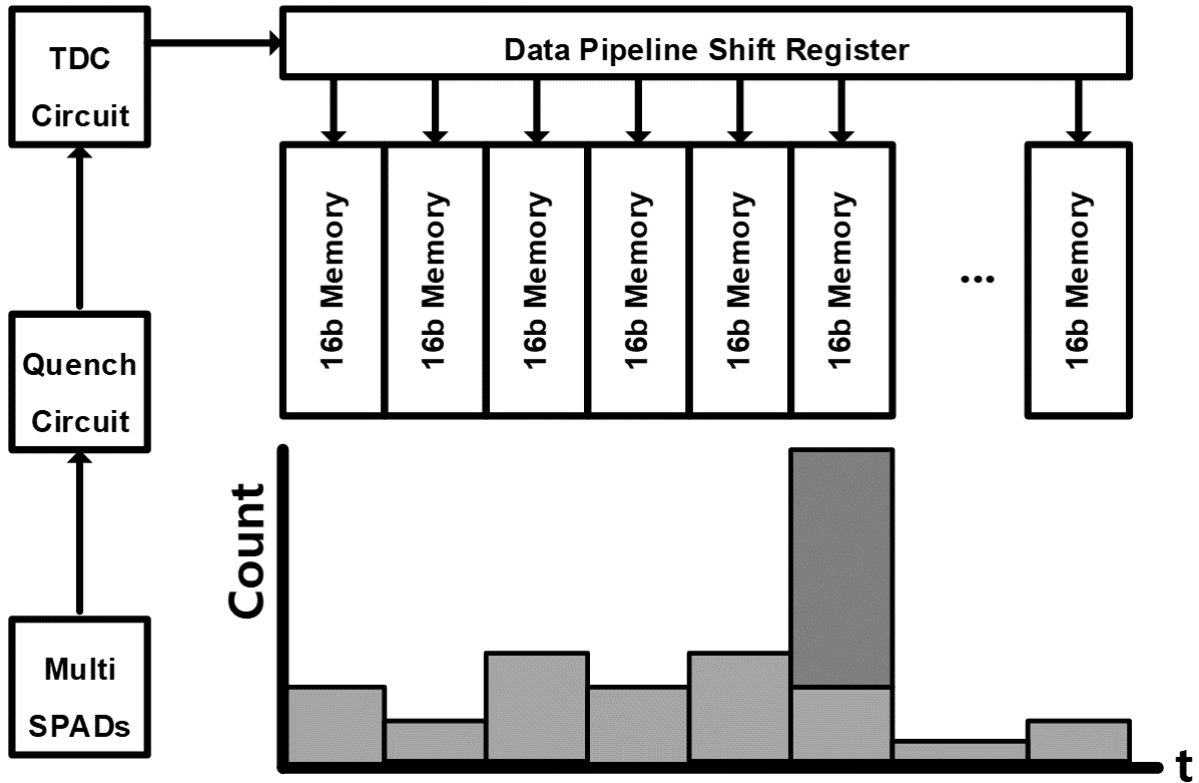 TDC
Circuit
Data Pipeline Shift Register
16b Memory
16b Memory
16b Memory
16b Memory
16b Memory
16b Memory
...
16b Memory
Quench
Circuit
Multi
SPADs
Count
t